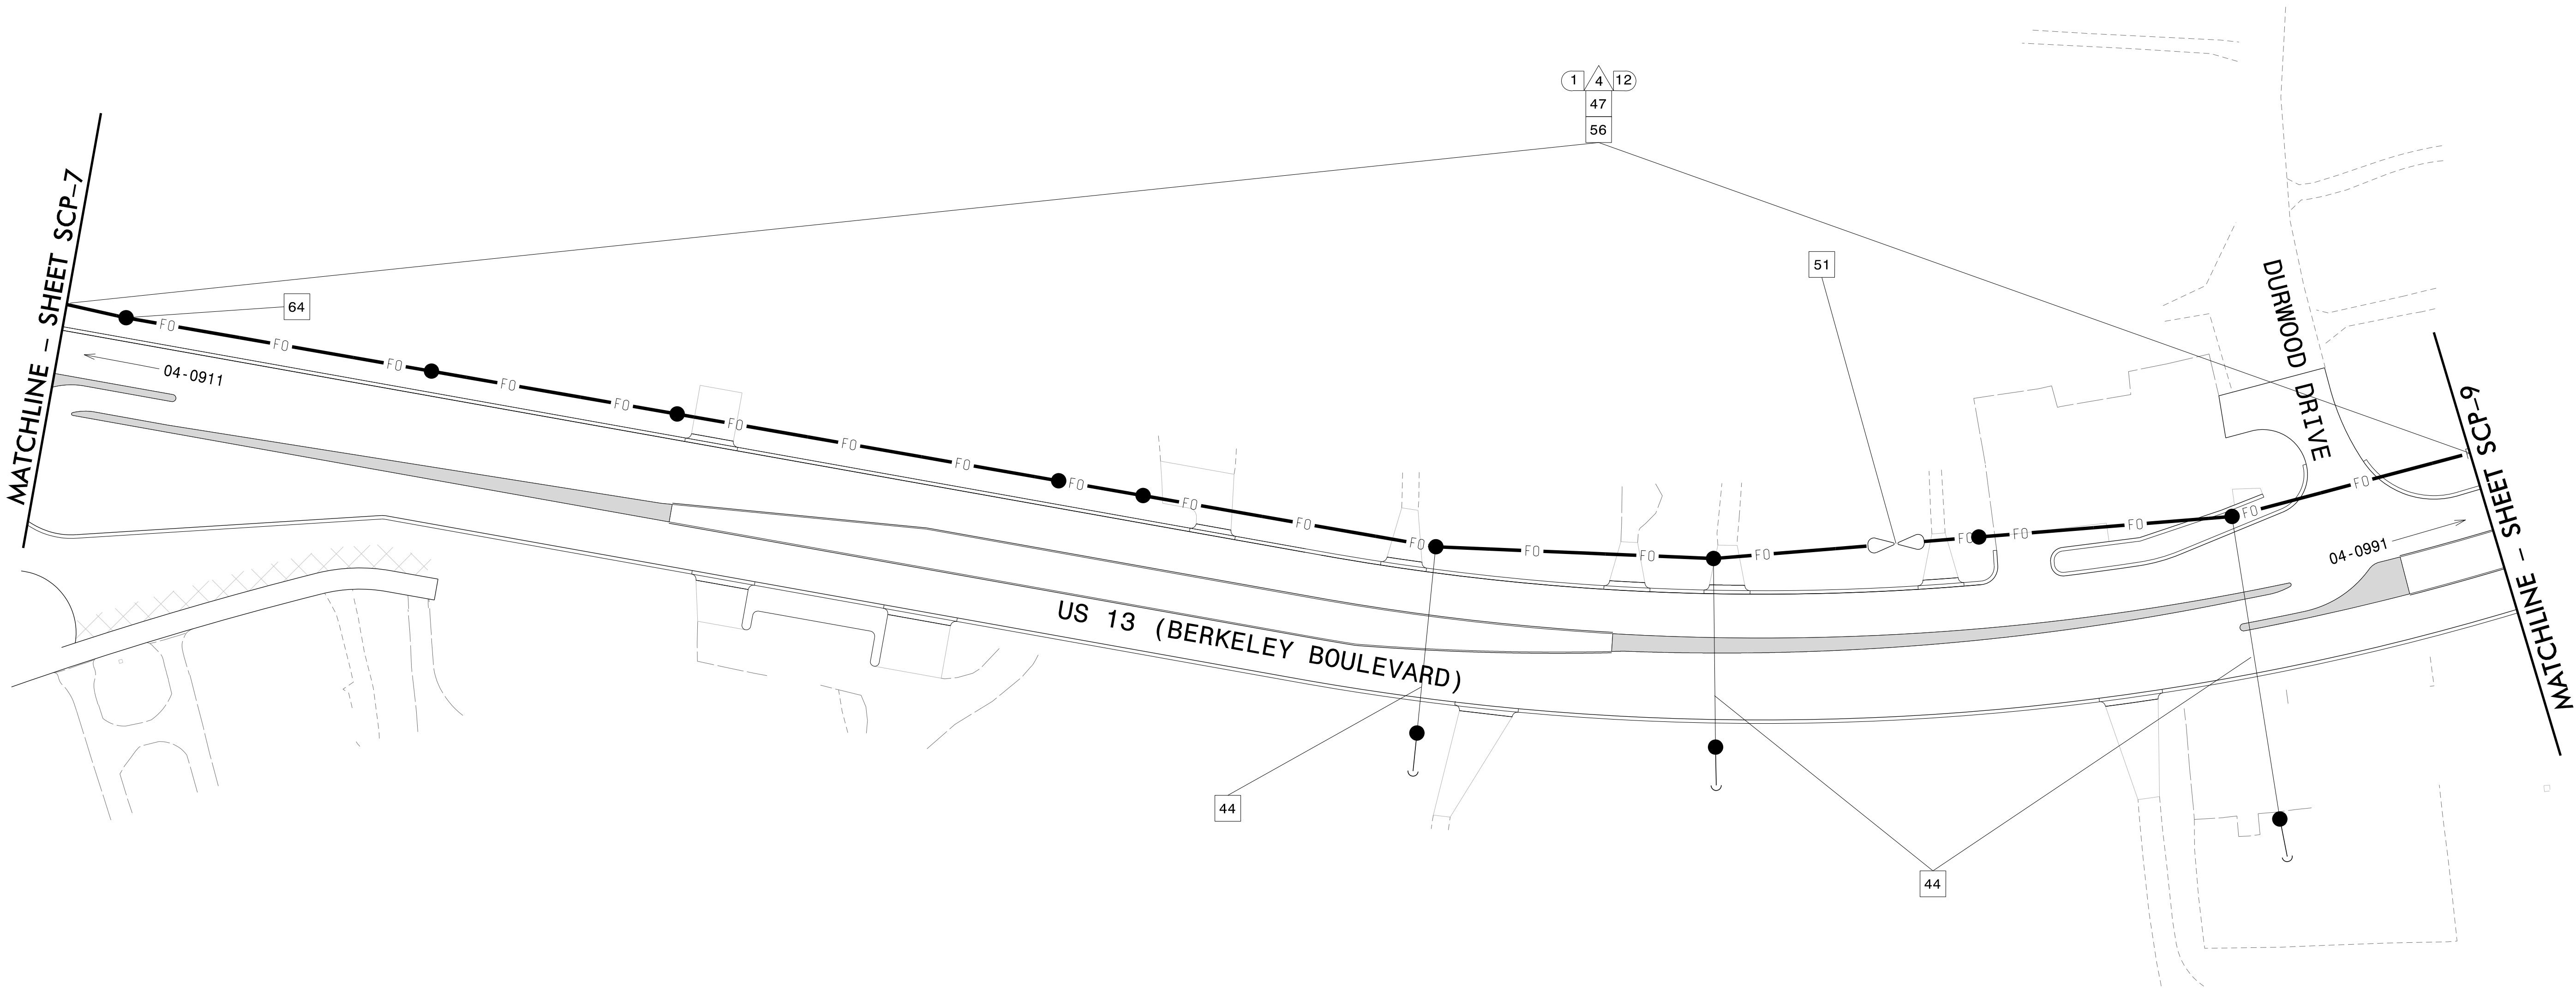 1 4 12
47
56
MATCHLINE - SHEET SCP-7
51
64
DURWOOD DRIVE
FO FO FO FO FO FO FO FO FO FO FO FO FO FO FO FO FO FO FO
04-0911
MATCHLINE - SHEET SCP-9
04-0991
US 13 (BERKELEY BOULEVARD)
44
44